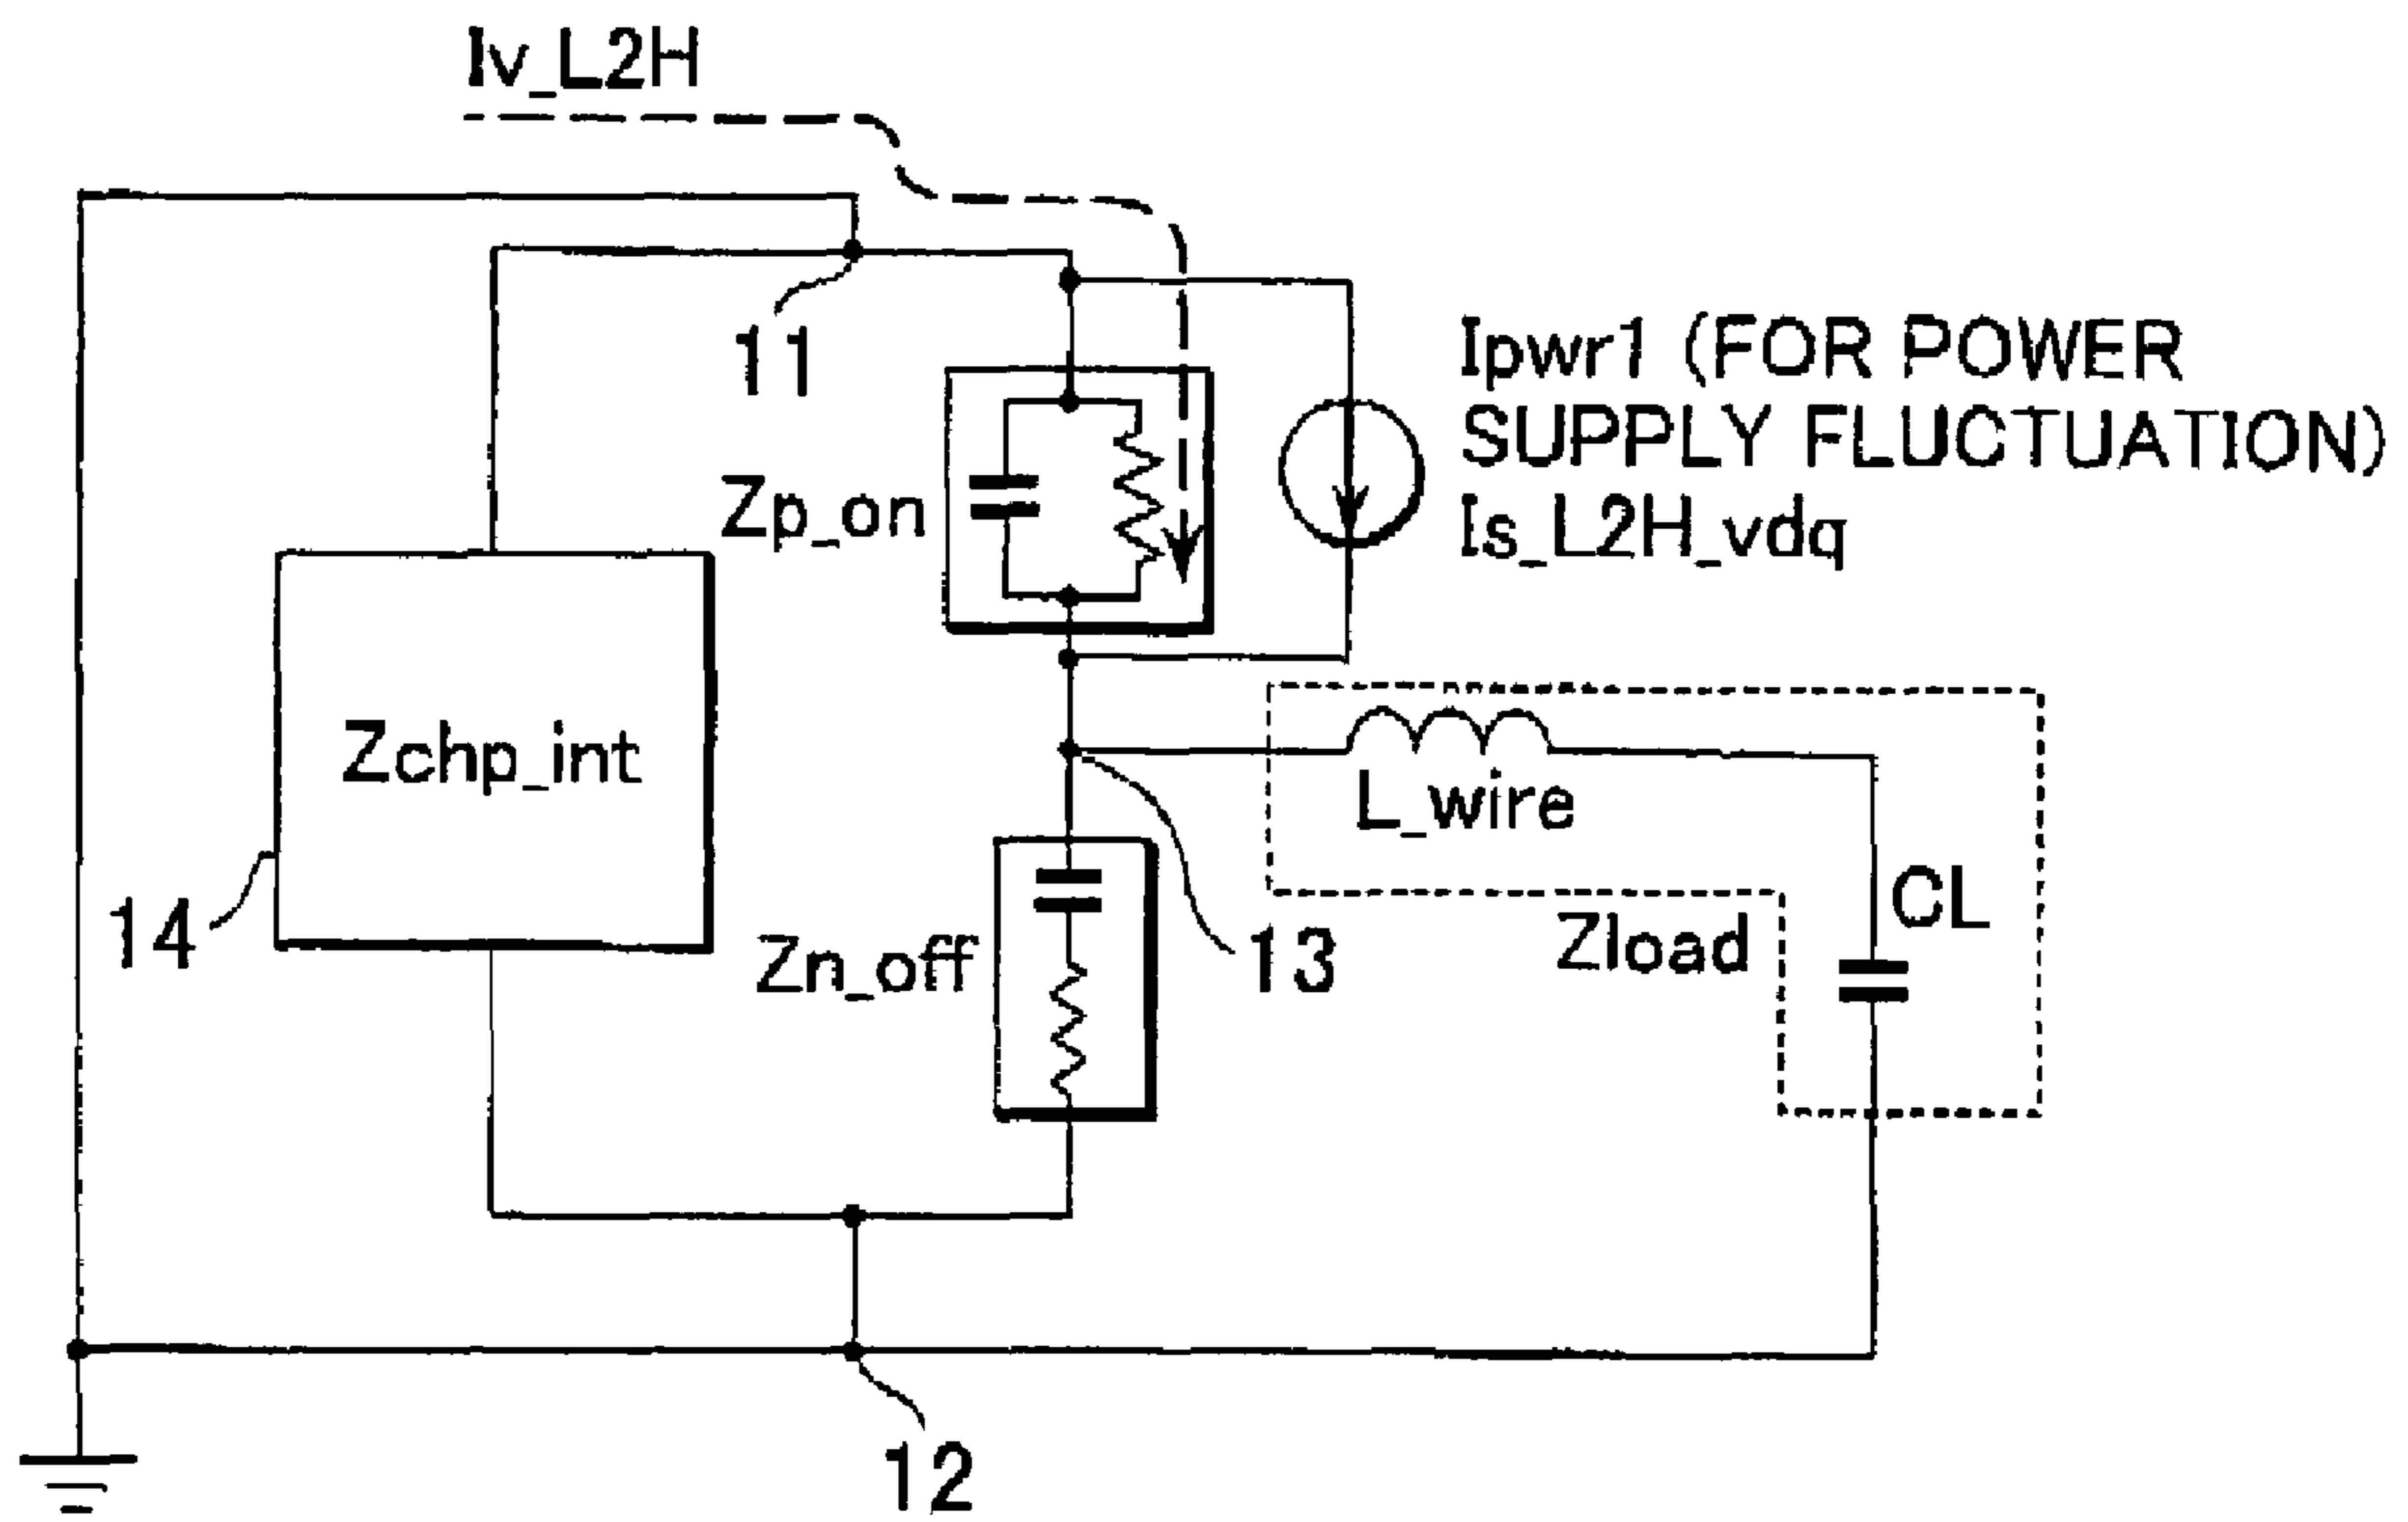 Iv_L2H
11
Ipwr1 (FOR POWER
SUPPLY FLUCTUATION)
Is_L2H_vdq
Zp_on
Zchp_int
L_wire
CL
14
Zn_off
13
Zload
12